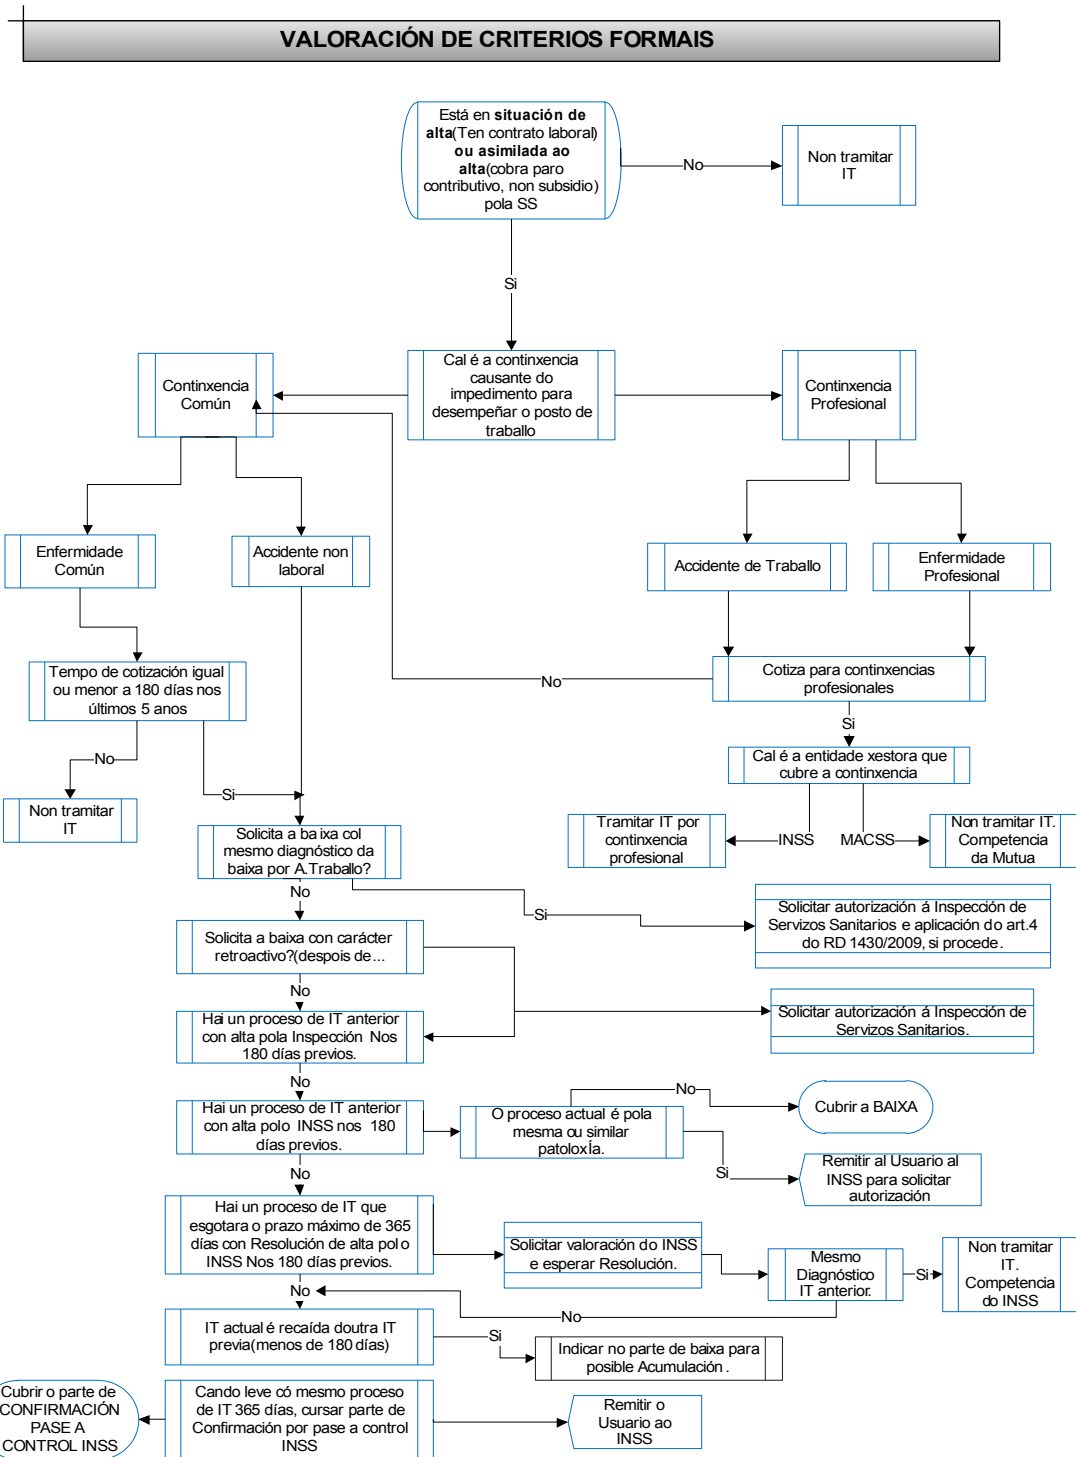 VALORACIÓN DE CRITERIOS FORMAIS
Está en situación de
alta(Ten contrato laboral)
ou asimilada ao
alta(cobra paro
contributivo, non subsidio)
pola SS
No
Non tramitar
IT
Si
Continxencia
Común
Cal é a continxencia
causante do
impedimento para
desempeñar o posto de
traballo
Continxencia
Profesional
Enfermidade
Común
Accidente non
laboral
Accidente de Traballo
Enfermidade
Profesional
Tempo de cotización igual
ou menor a 180 días nos
últimos 5 anos
No
Cotiza para continxencias
profesionales
Si
No
Cal é a entidade xestora que
cubre a continxencia
Si
Non tramitar
IT
Tramitar IT por
continxencia
profesional
INSS
MACSS
Non tramitar IT.
Competencia
da Mutua
Solicita a baixa col
mesmo diagnóstico da
baixa por A.Traballo?
No
Si
Solicitar autorización á Inspección de
Servizos Sanitarios e aplicación do art.4
do RD 1430/2009, si procede.
Solicita a baixa con carácter
retroactivo?(despois de...
No
Solicitar autorización á Inspección de
Servizos Sanitarios.
Hai un proceso de IT anterior
con alta pola Inspección Nos
180 días previos.
No
Hai un proceso de IT anterior
con alta polo INSS nos 180
días previos.
O proceso actual é pola
mesma ou similar
patoloxÍa.
No
Cubrir a BAIXA
Si
Remitir al Usuario al
INSS para solicitar
autorización
No
Hai un proceso de IT que
esgotara o prazo máximo de 365
días con Resolución de alta polo
INSS Nos 180 días previos.
Solicitar valoración do INSS
e esperar Resolución.
Mesmo
Diagnóstico
IT anterior.
Si
Non tramitar
IT.
Competencia
do INSS
No
No
IT actual é recaída doutra IT
previa(menos de 180 días)
Si
Indicar no parte de baixa para
posible Acumulación .
Cubrir o parte de
CONFIRMACIÓN
PASE A
CONTROL INSS
Cando leve có mesmo proceso
de IT 365 días, cursar parte de
Confirmación por pase a control
INSS
Remitir o
Usuario ao
INSS